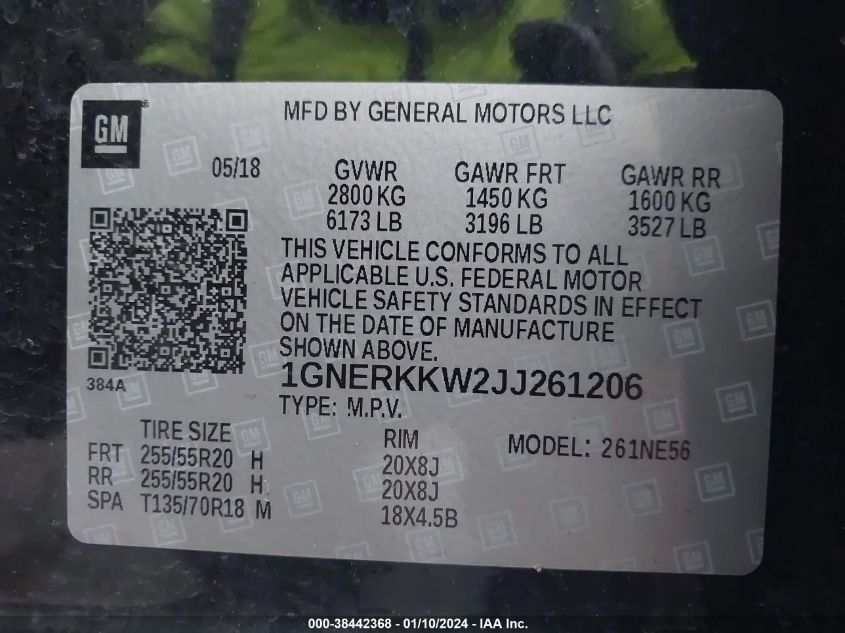 GM
MFD BY GENERAL MOTORS LLC
05/18
GVWR GAWR FRT GAWR RR
2800 KG 1450 KG 1600 KG
6173 LB 3196 LB 3527 LB
THIS VEHICLE CONFORMS TO ALL
APPLICABLE U.S. FEDERAL MOTOR
VEHICLE SAFETY STANDARDS IN EFFECT
ON THE DATE OF MANUFACTURE
SHOWN ABOVE.
384A
1GNERKKW2JJ261206
TYPE: M.P.V.
TIRE SIZE RIM MODEL: 261NE56
FRT 255/55R20 H 20X8J
RR 255/55R20 H 20X8J
SPA T135/70R18 M 18X4.5B
000-38442368 - 01/10/2024 - IAA Inc.